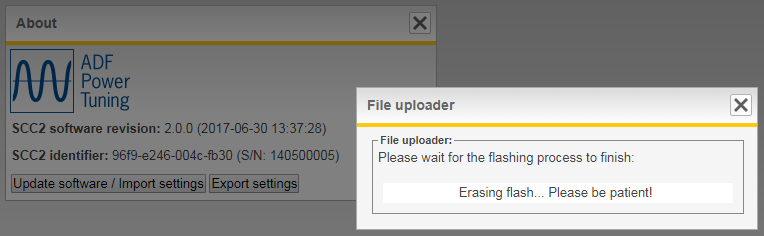 About
ADF
Power
Tuning
SCC2 software revision: 2.0.0 (2017-06-30 13:37:28)
SCC2 identifier: 96f9-e246-004c-fb30 (S/N: 140500005)
Update software / Import settings Export settings
File uploader
File uploader:
Please wait for the flashing process to finish:
Erasing flash... Please be patient!